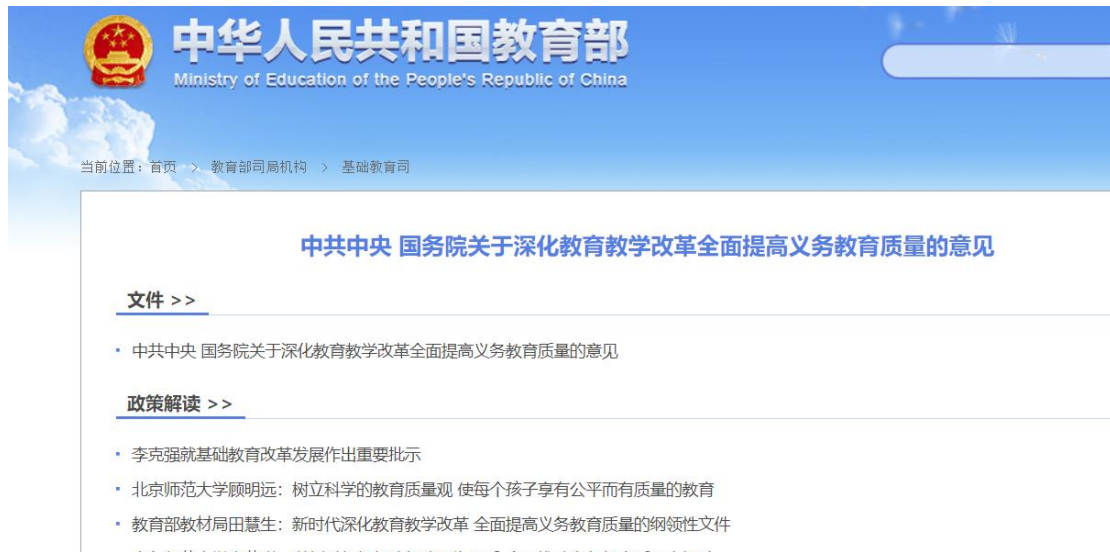 中华人民共和国教育部
Ministry of Education of the People's Republic of China
当前位置：首页 > 教育部司局机构 > 基础教育司
中共中央 国务院关于深化教育教学改革全面提高义务教育质量的意见
文件 >>
· 中共中央 国务院关于深化教育教学改革全面提高义务教育质量的意见
政策解读 >>
· 李克强就基础教育改革发展作出重要批示
· 北京师范大学顾明远：树立科学的教育质量观 使每个孩子享有公平而有质量的教育
· 教育部教材局田慧生：新时代深化教育教学改革 全面提高义务教育质量的纲领性文件